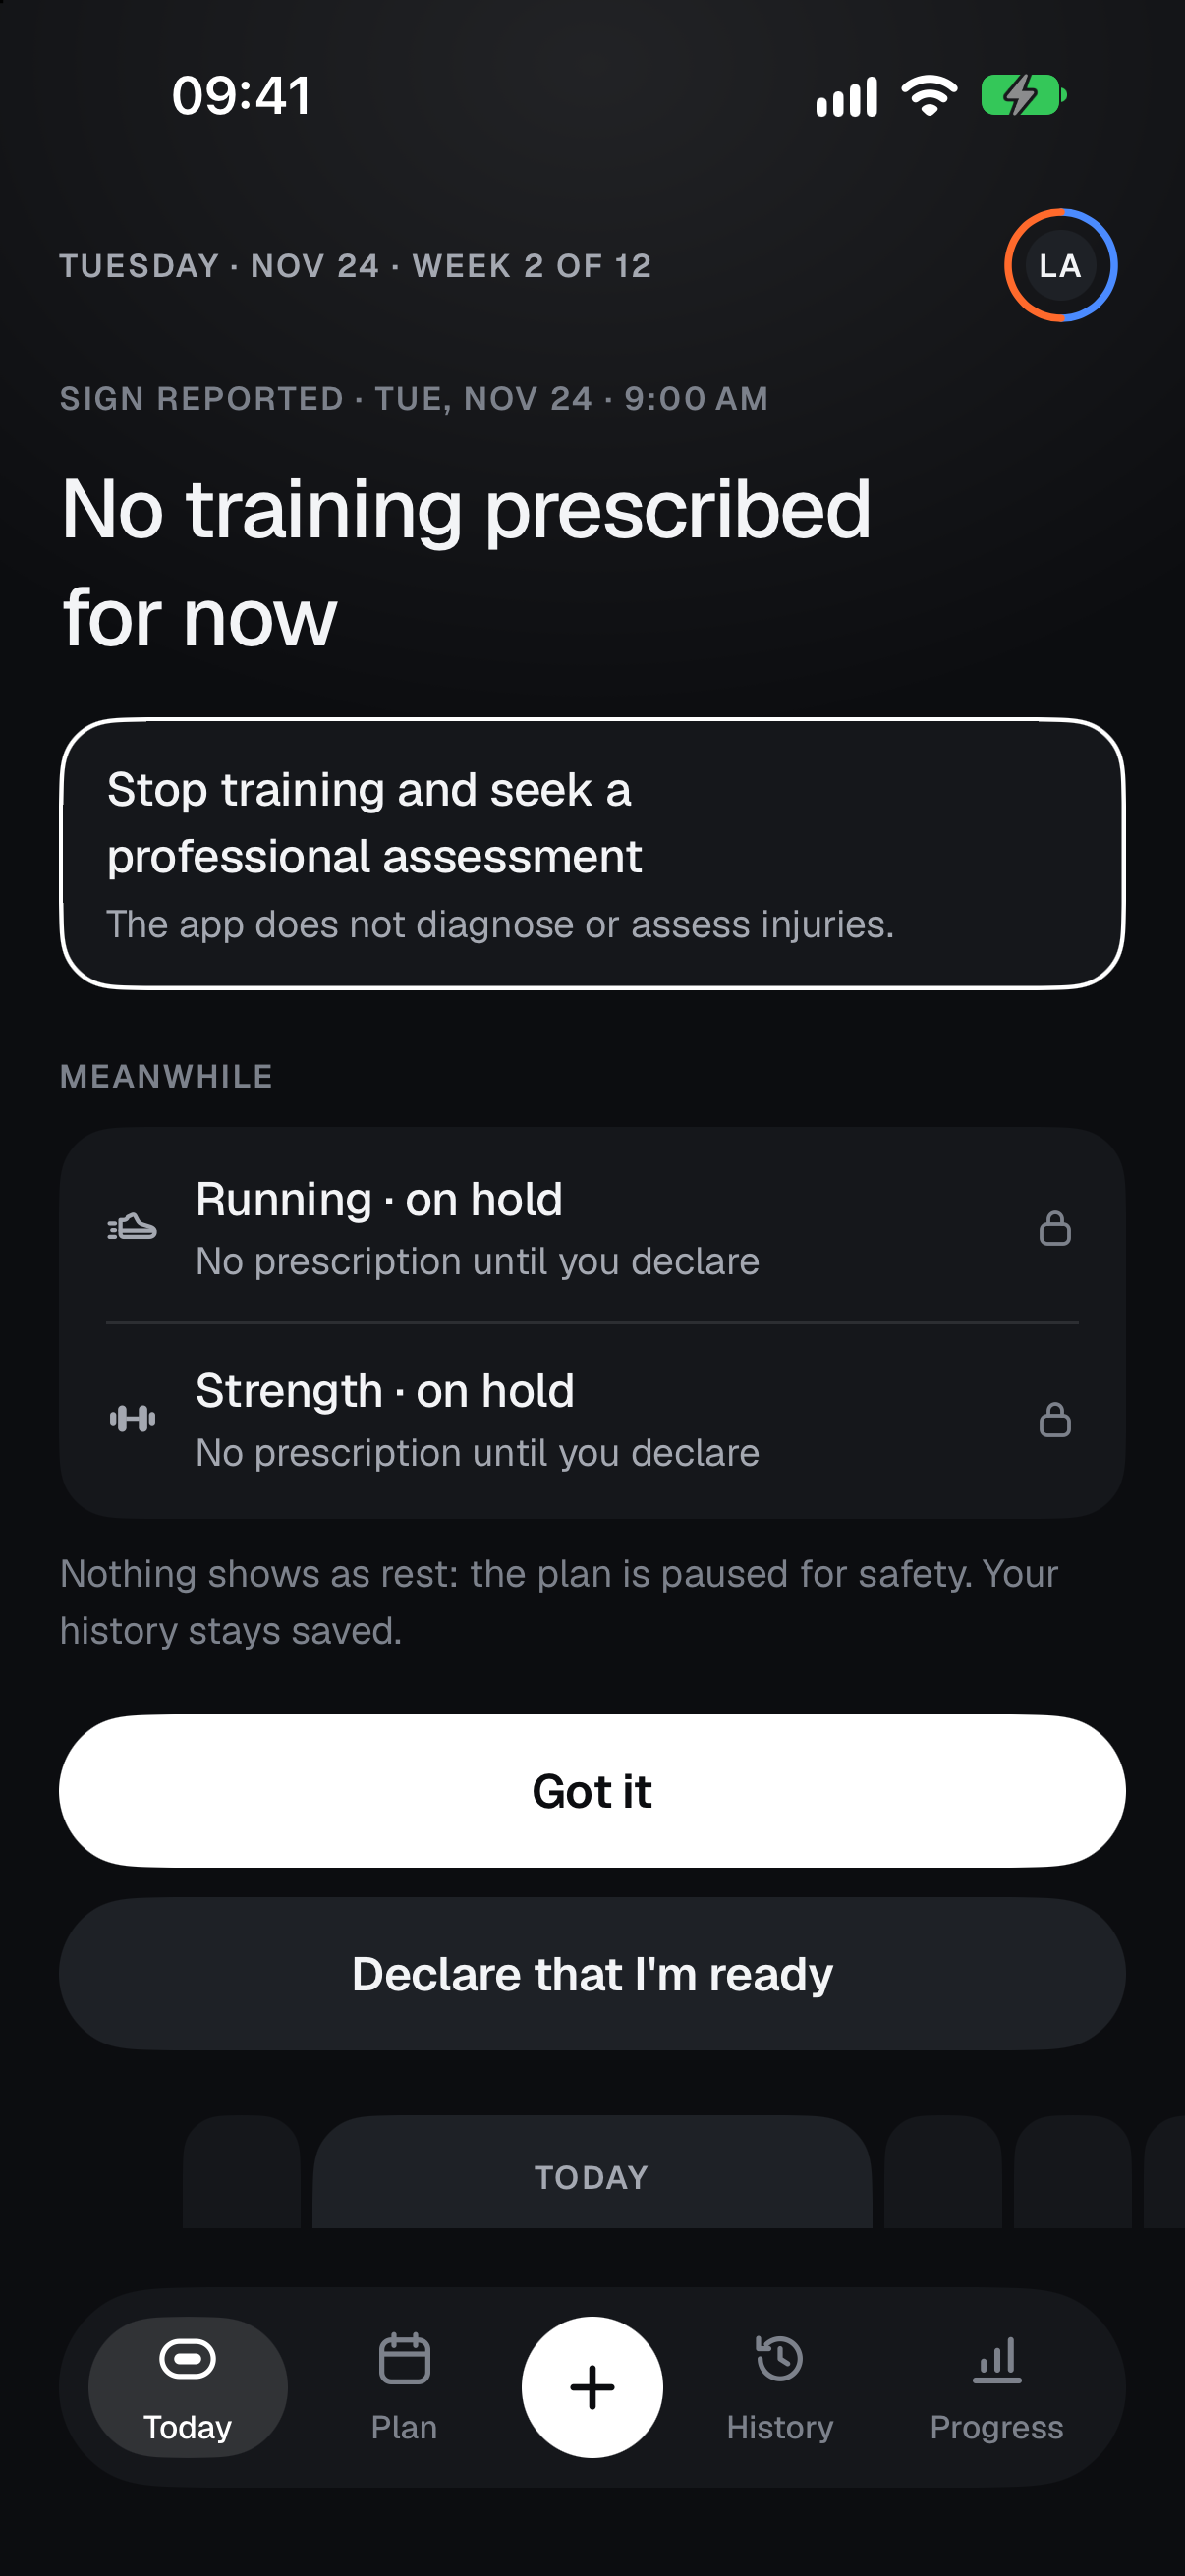 09:41
TUESDAY · NOV 24 · WEEK 2 OF 12
LA
SIGN REPORTED · TUE, NOV 24 · 9:00 AM
No training prescribed
for now
Stop training and seek a
professional assessment
The app does not diagnose or assess injuries.
MEANWHILE
Running · on hold
No prescription until you declare
Strength · on hold
No prescription until you declare
Nothing shows as rest: the plan is paused for safety. Your
history stays saved.
Got it
Declare that I'm ready
TODAY
Today
Plan
History
Progress